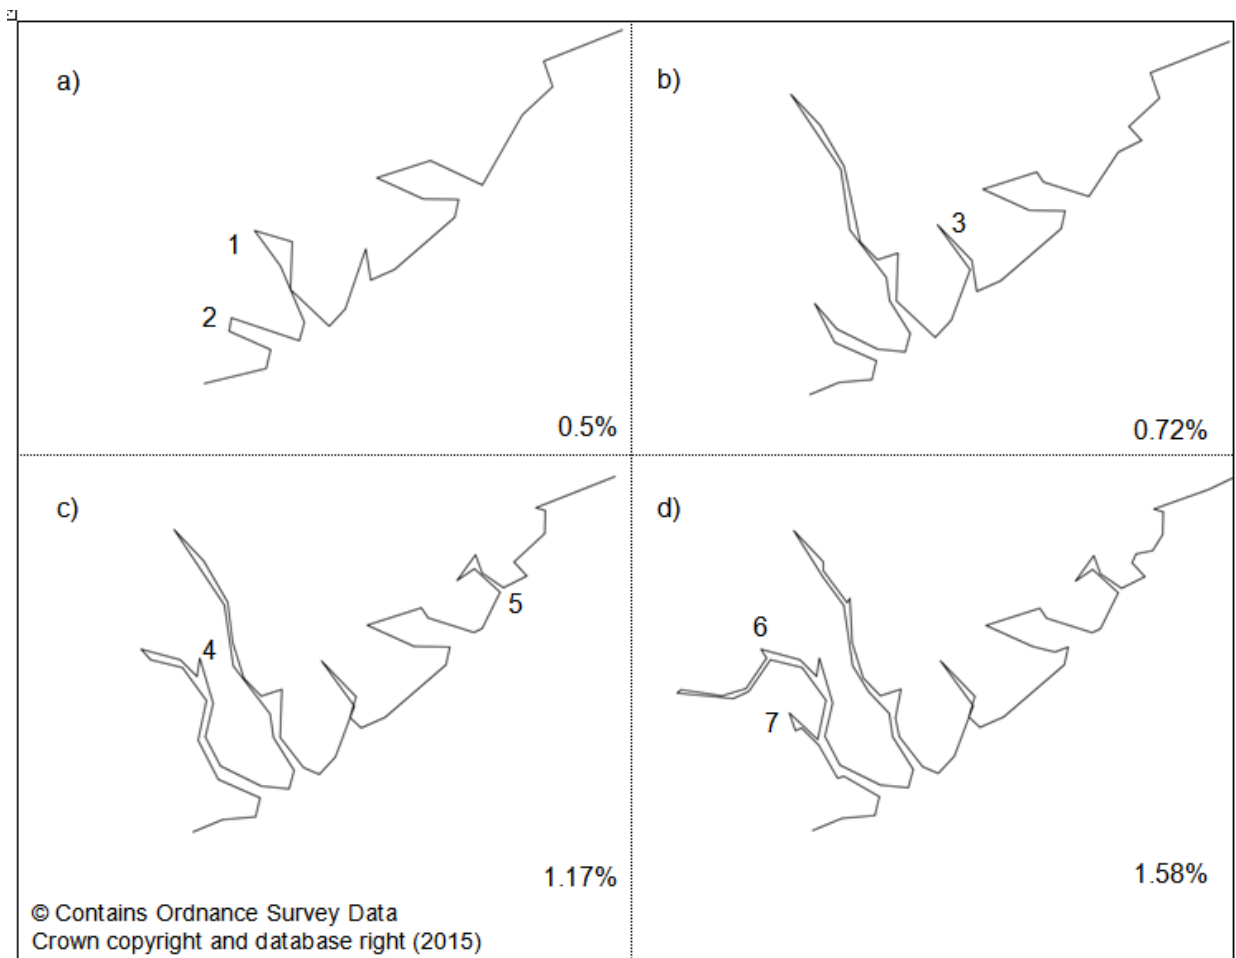 a)
1
2
0.5%
b)
3
0.72%
c)
4
5
1.17%
© Contains Ordnance Survey Data
Crown copyright and database right (2015)
d)
6
7
1.58%